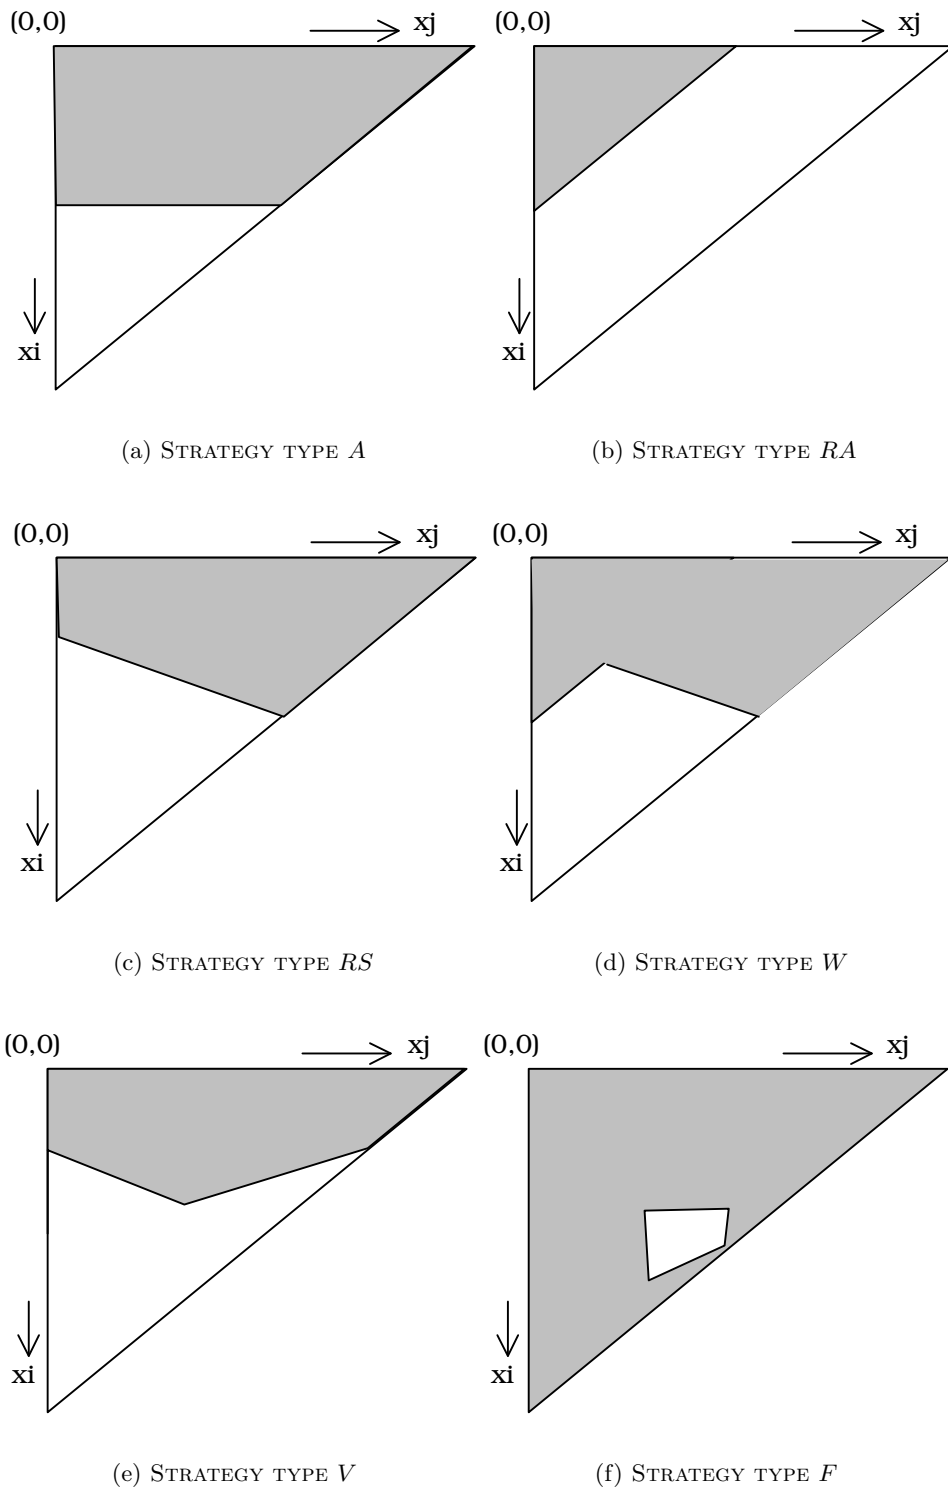 (0,0) xj (0,0) xj
xi xi
(a) STRATEGY TYPE A (b) STRATEGY TYPE RA
(0,0) xj (0,0) xj
xi xi
(c) STRATEGY TYPE RS (d) STRATEGY TYPE W
(0,0) xj (0,0) xj
xi xi
(e) STRATEGY TYPE V (f) STRATEGY TYPE F